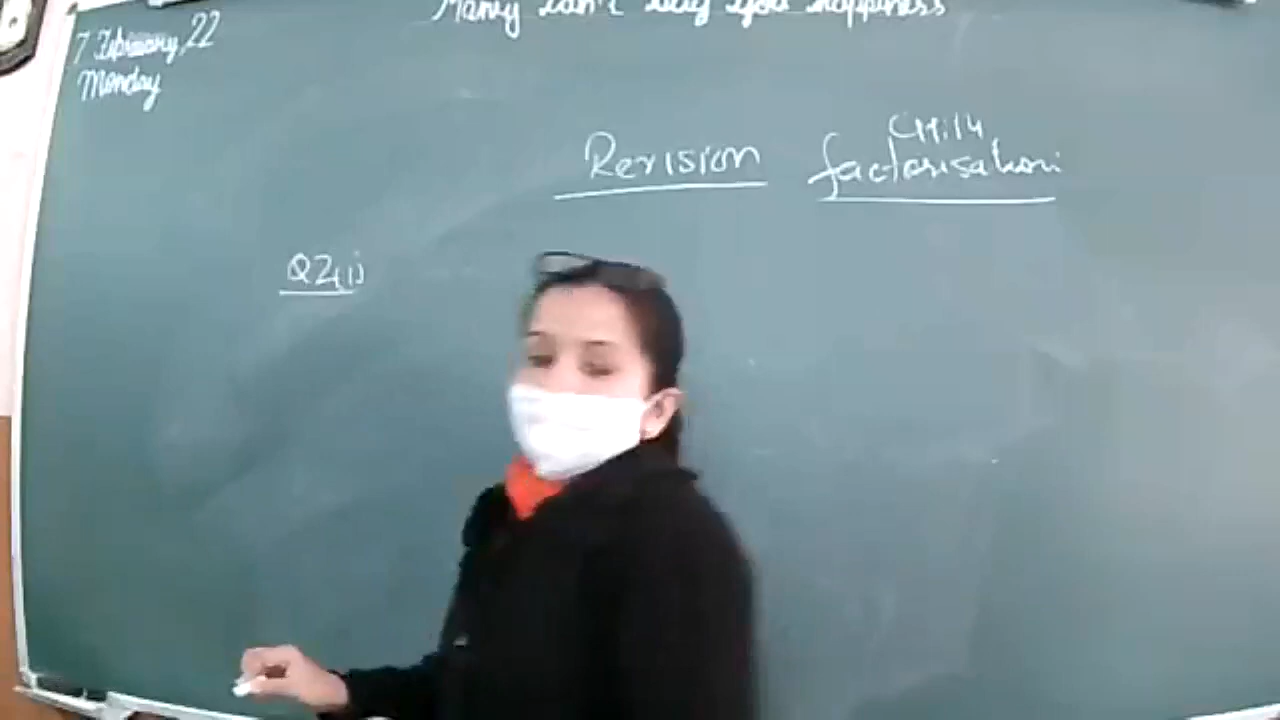 Money can't buy you happiness
7 February, 22
Monday
CH:14
Revision factorisation
Q2(i)